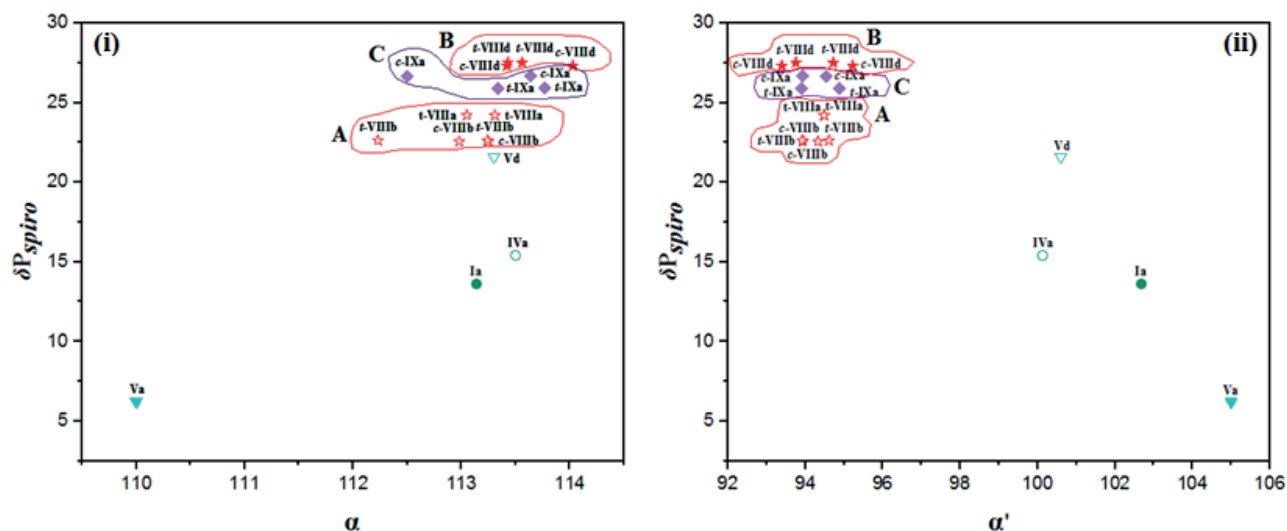 (i)
30
25
20
15
10
5
δPspiro
B
C
A
t-VIIId t-VIIId
c-VIIId
c-VIIId
c-IXa
c-IXa
t-IXa t-IXa
t-VIIIa t-VIIIa
t-VIIIb c-VIIIb t-VIIIb
c-VIIIb
Vd
IVa
Ia
Va
110 111 112 113 114
α
(ii)
30
25
20
15
10
5
δPspiro
B
C
A
t-VIIId t-VIIId
c-VIIId c-VIIId
c-IXa c-IXa
t-IXa t-IXa
t-VIIIa t-VIIIa
c-VIIIb
t-VIIIb t-VIIIb
c-VIIIb
Vd
IVa
Ia
Va
92 94 96 98 100 102 104 106
α'